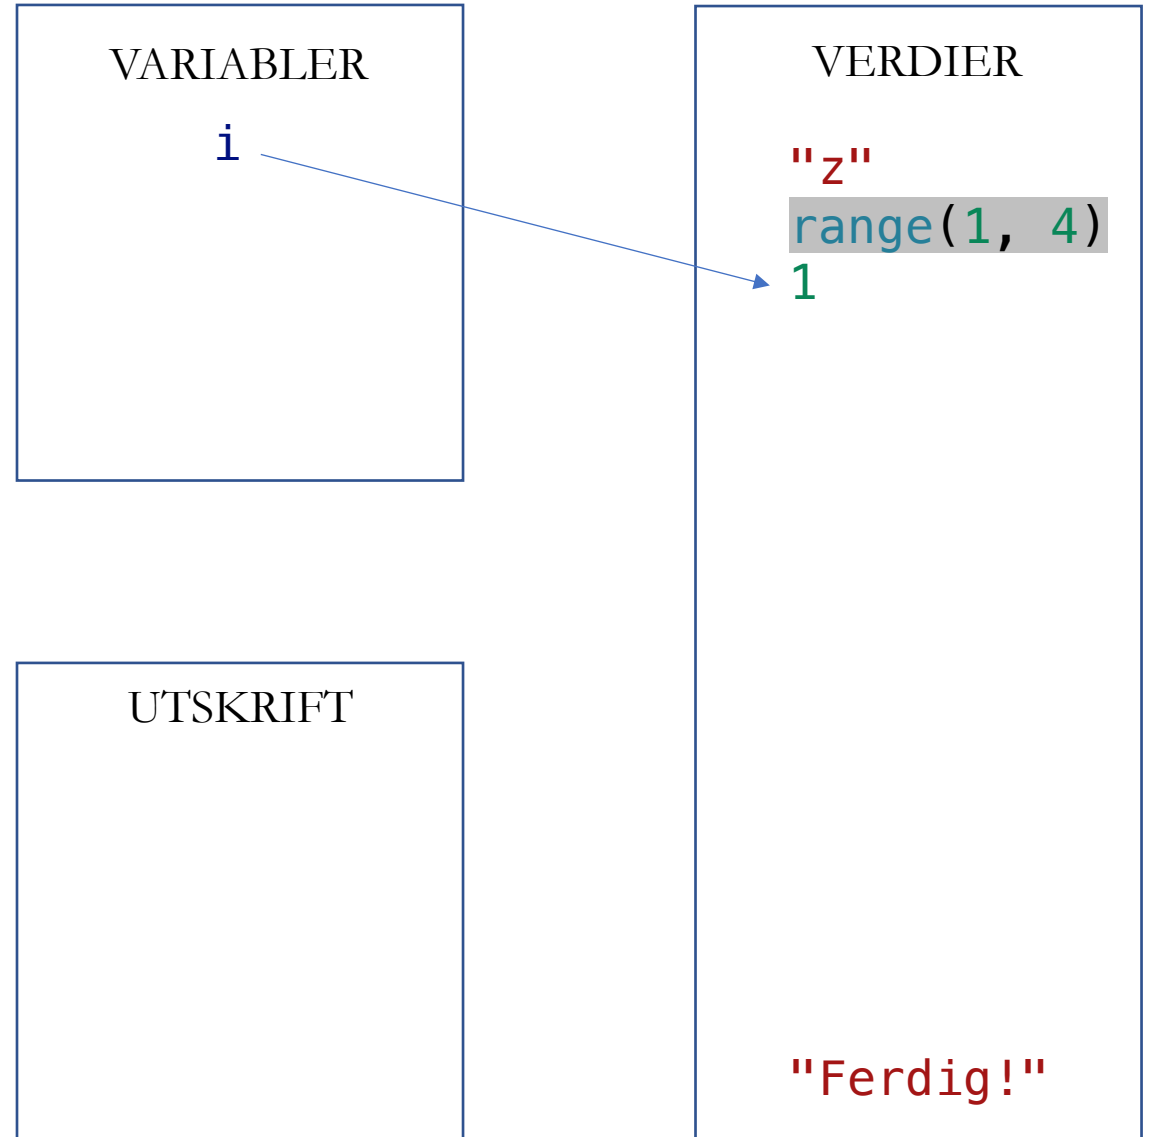 VARIABLER
i
UTSKRIFT
VERDIER
"z"
range(1, 4)
1
"Ferdig!"